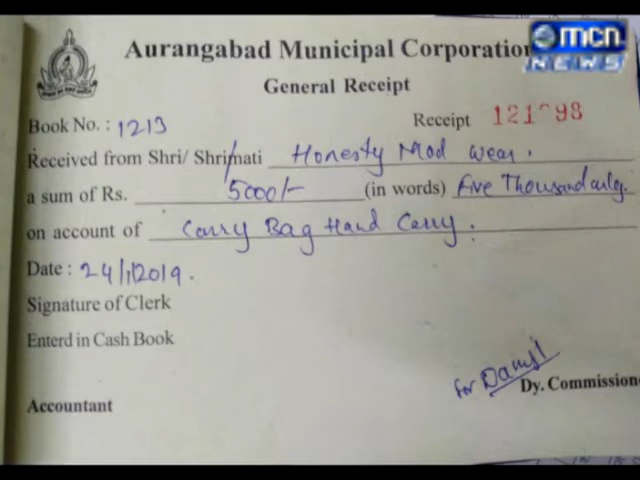 Aurangabad Municipal Corporation
mcn
NEWS
General Receipt
Book No. : 1213
Receipt 121 98
Received from Shri/ Shrimati Honesty Mod Wear.
a sum of Rs. 5000/- (in words) Five Thousand only.
on account of Carry Bag Hand Carry.
Date : 24/1/2019.
Signature of Clerk
Enterd in Cash Book
for
Dy. Commission
Accountant